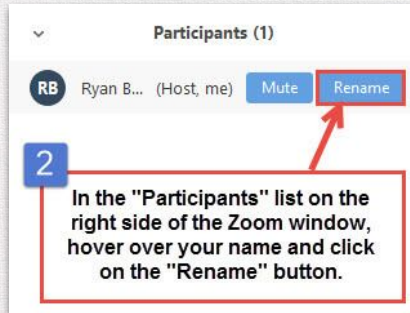 Participants (1)
RB Ryan B... (Host, me) Mute Rename
2
In the "Participants" list on the
right side of the Zoom window,
hover over your name and click
on the "Rename" button.